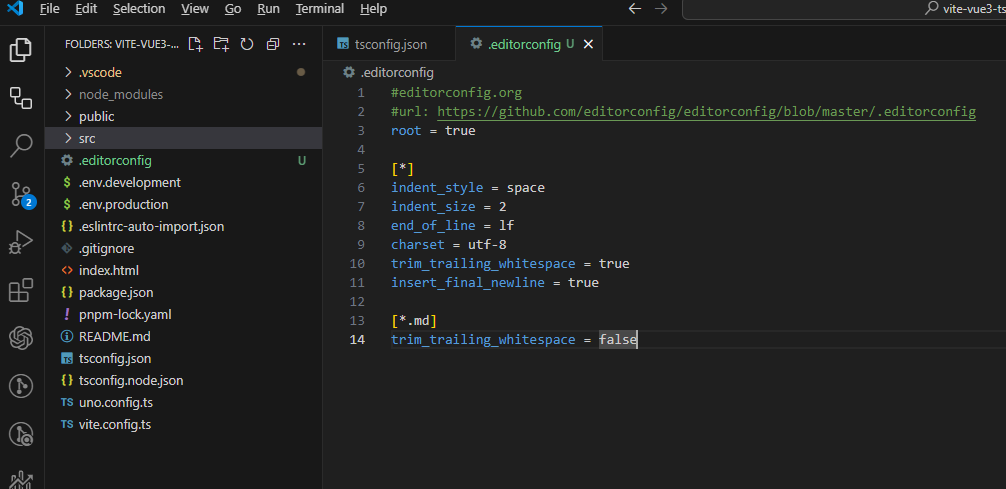 File Edit Selection View Go Run Terminal Help
vite-vue3-ts
FOLDERS: VITE-VUE3-...
.vscode
node_modules
public
src
.editorconfig U
.env.development
.env.production
.eslintrc-auto-import.json
.gitignore
index.html
package.json
pnpm-lock.yaml
README.md
tsconfig.json
tsconfig.node.json
TS uno.config.ts
TS vite.config.ts
2
tsconfig.json
.editorconfig U
.editorconfig
1 #editorconfig.org
2 #url: https://github.com/editorconfig/editorconfig/blob/master/.editorconfig
3 root = true
4
5 [*]
6 indent_style = space
7 indent_size = 2
8 end_of_line = lf
9 charset = utf-8
10 trim_trailing_whitespace = true
11 insert_final_newline = true
12
13 [*.md]
14 trim_trailing_whitespace = false